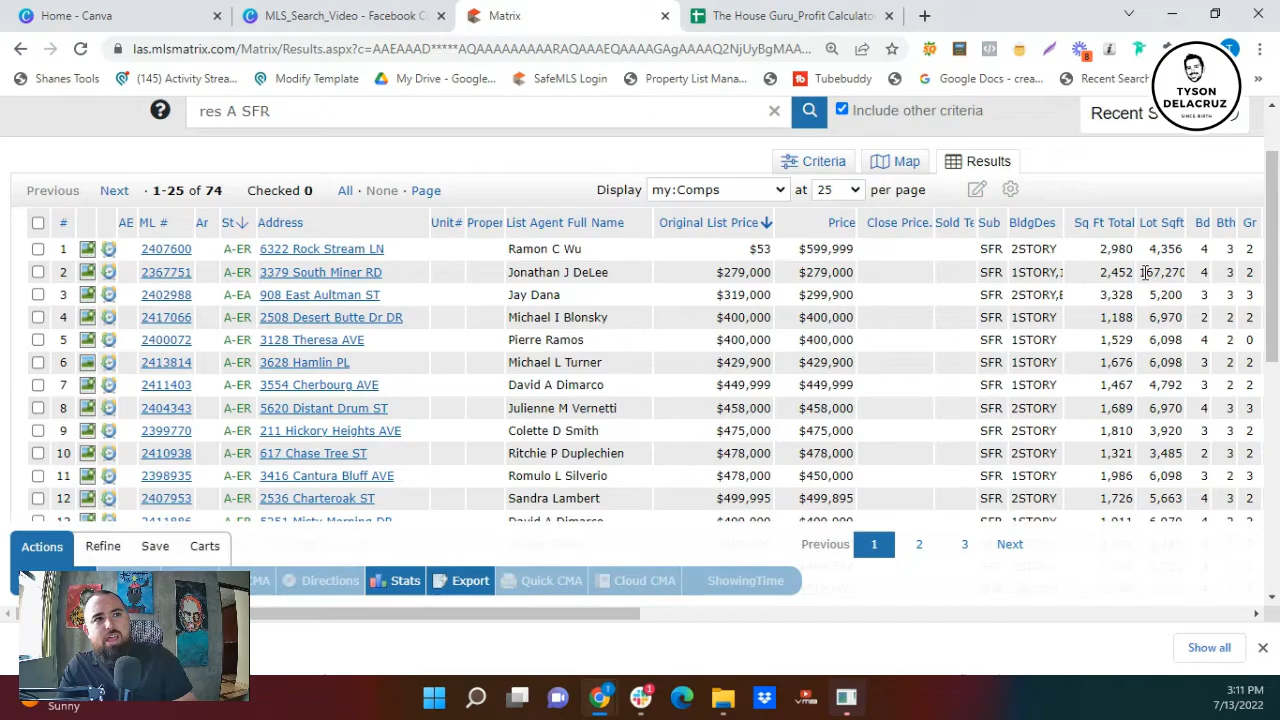 Home - Canva
MLS_Search_Video - Facebook C
Matrix
The House Guru_Profit Calculator
las.mlsmatrix.com/Matrix/Results.aspx?c=AAEAAAD*****AQAAAAAAAAARAQAAAEQAAAAGAgAAAAQ2NjUyBgMAAA...
Shanes Tools
(145) Activity Strea...
Modify Template
My Drive - Google...
SafeMLS Login
Property List Mana...
Tubebuddy
Google Docs - crea...
Recent Search
8
TYSON
DELACRUZ
SINCE BIRTH
? res A SFR
Include other criteria
Recent S
Criteria
Map
Results
Previous Next · 1-25 of 74 Checked 0 All · None · Page
Display my:Comps at 25 per page
# AE ML # Ar St Address Unit# Proper List Agent Full Name Original List Price Price Close Price. Sold Te Sub BldgDes Sq Ft Total Lot Sqft Bd Bth Gr
1 2407600 A-ER 6322 Rock Stream LN Ramon C Wu $53 $599,999 SFR 2STORY 2,980 4,356 4 3 2
2 2367751 A-ER 3379 South Miner RD Jonathan J DeLee $279,000 $279,000 SFR 1STORY,1 2,452 67,270 4 3 2
3 2402988 A-EA 908 East Aultman ST Jay Dana $319,000 $299,900 SFR 2STORY,E 3,328 5,200 3 3 3
4 2417066 A-ER 2508 Desert Butte Dr DR Michael I Blonsky $400,000 $400,000 SFR 1STORY 1,188 6,970 2 2 2
5 2400072 A-ER 3128 Theresa AVE Pierre Ramos $400,000 $400,000 SFR 1STORY 1,529 6,098 4 2 0
6 2413814 A-ER 3628 Hamlin PL Michael L Turner $429,900 $429,900 SFR 1STORY 1,676 6,098 3 2 2
7 2411403 A-ER 3554 Cherbourg AVE David A Dimarco $449,999 $449,999 SFR 1STORY 1,467 4,792 3 2 2
8 2404343 A-ER 5620 Distant Drum ST Julienne M Vernetti $458,000 $458,000 SFR 2STORY 1,689 6,970 4 3 3
9 2399770 A-ER 211 Hickory Heights AVE Colette D Smith $475,000 $475,000 SFR 2STORY 1,810 3,920 3 3 2
10 2410938 A-ER 617 Chase Tree ST Ritchie P Duplechien $478,000 $478,000 SFR 2STORY 1,321 3,485 2 3 2
11 2398935 A-ER 3416 Cantura Bluff AVE Romulo L Silverio $478,000 $450,000 SFR 1STORY 1,986 6,098 3 2 3
12 2407953 A-ER 2536 Charteroak ST Sandra Lambert $499,995 $499,895 SFR 2STORY 1,726 5,663 4 3 2
Actions Refine Save Carts
Previous 1 2 3 Next
CMA Directions Stats Export Quick CMA Cloud CMA ShowingTime
Show all
Sunny
3:11 PM
7/13/2022